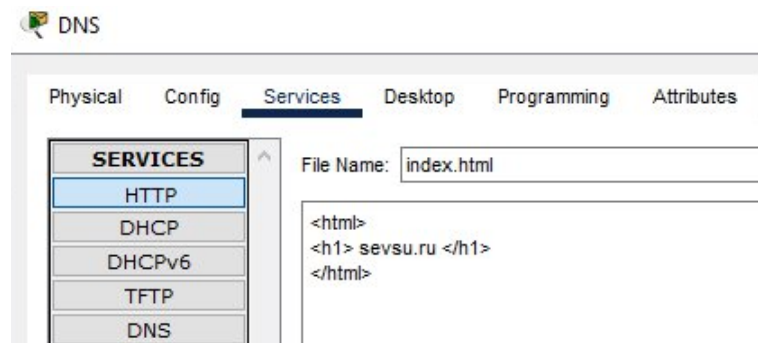 DNS
Physical Config Services Desktop Programming Attributes
SERVICES
HTTP
DHCP
DHCPv6
TFTP
DNS
File Name: index.html
<html>
<h1> sevsu.ru </h1>
</html>